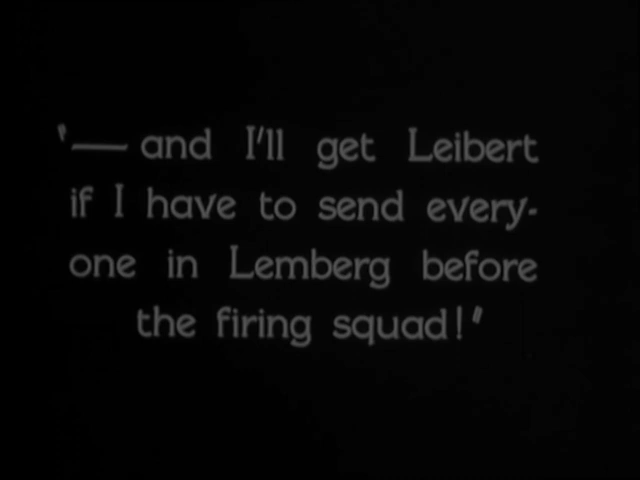 "— and I'll get Leibert
if I have to send every-
one in Lemberg before
the firing squad!"